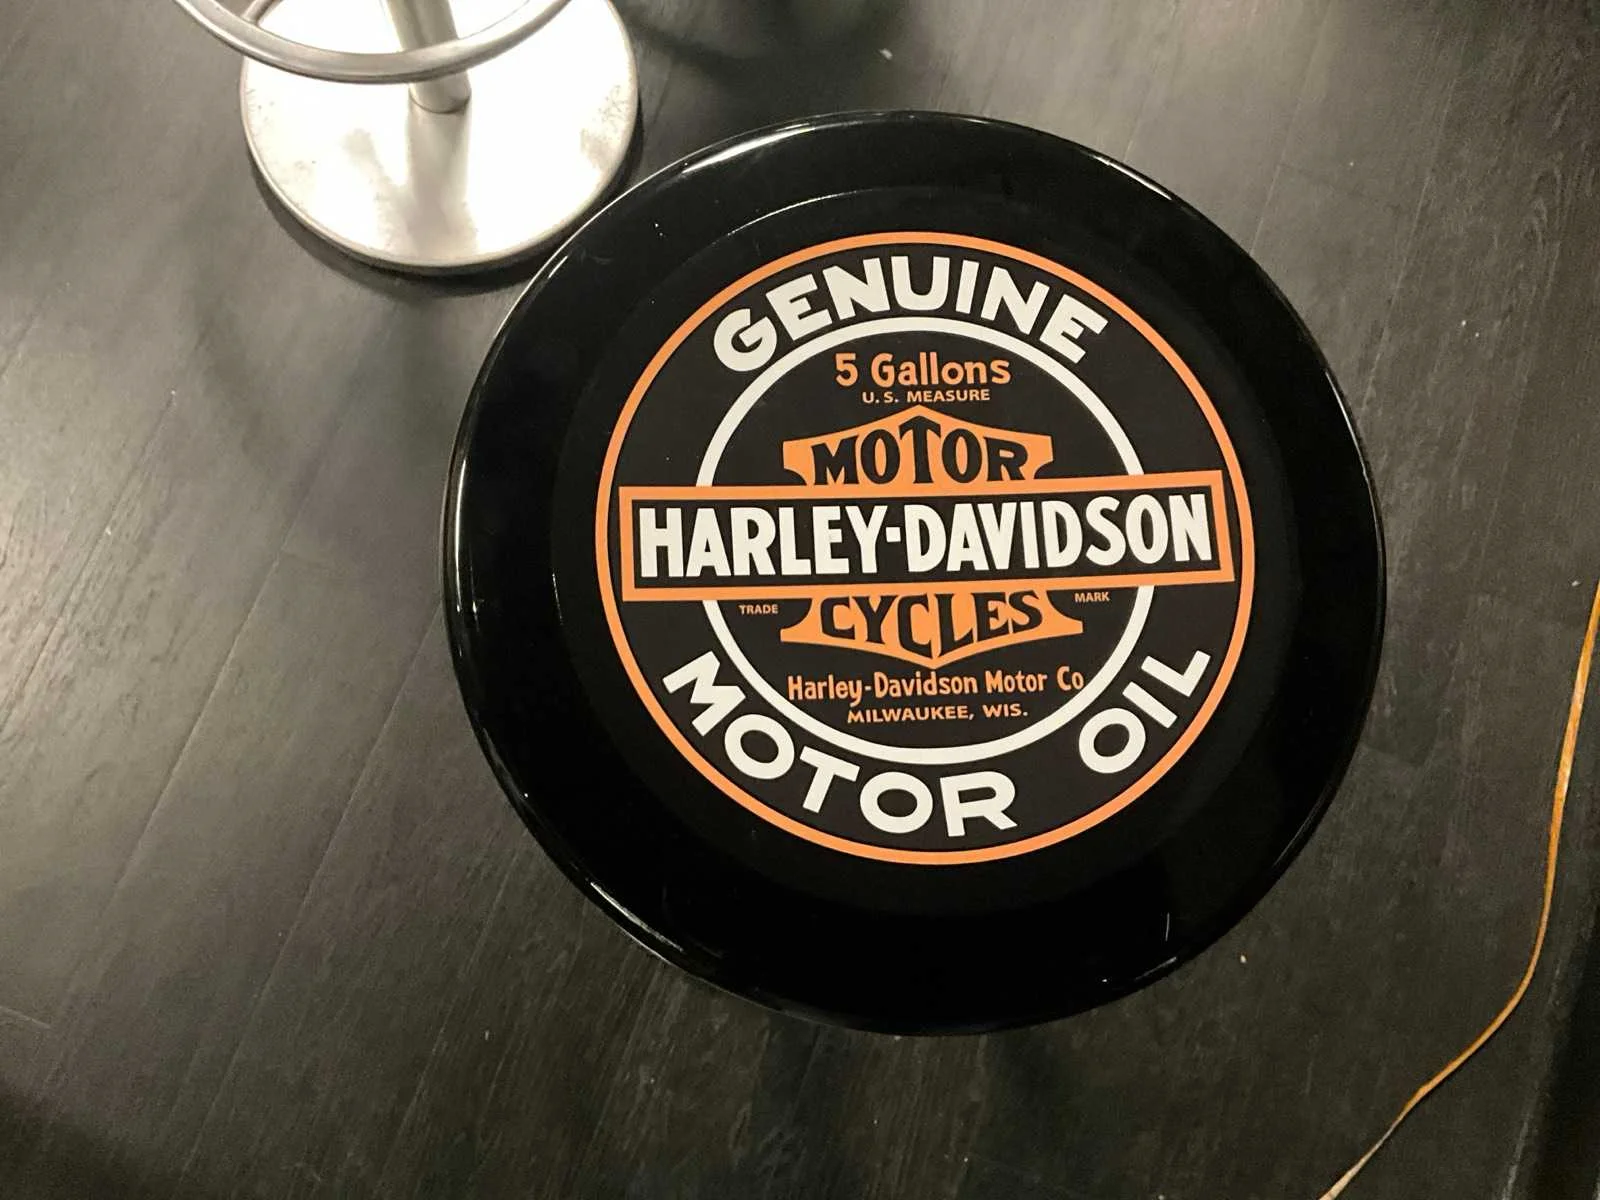 GENUINE
5 Gallons
U.S. MEASURE
MOTOR
HARLEY-DAVIDSON
TRADE CYCLES MARK
Harley-Davidson Motor Co
MILWAUKEE, WIS.
MOTOR OIL